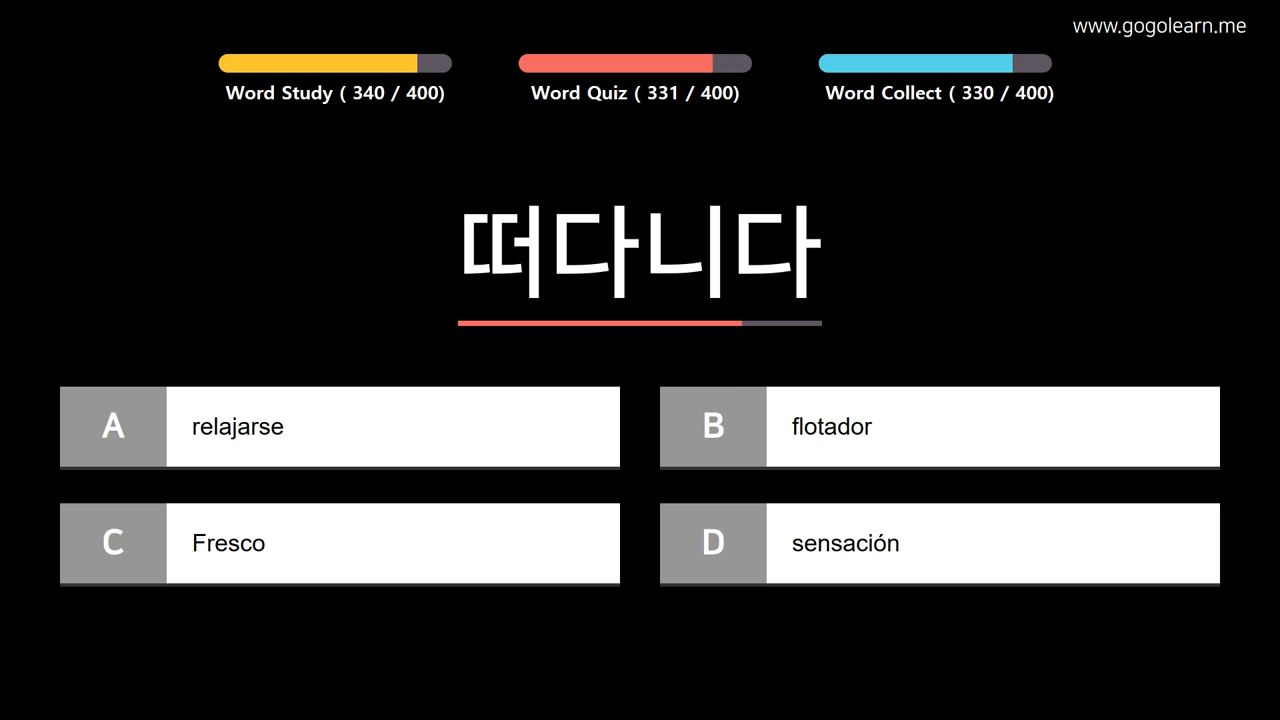 www.gogolearn.me
Word Study ( 340 / 400)
Word Quiz ( 331 / 400)
Word Collect ( 330 / 400)
떠다니다
A relajarse
B flotador
C Fresco
D sensación